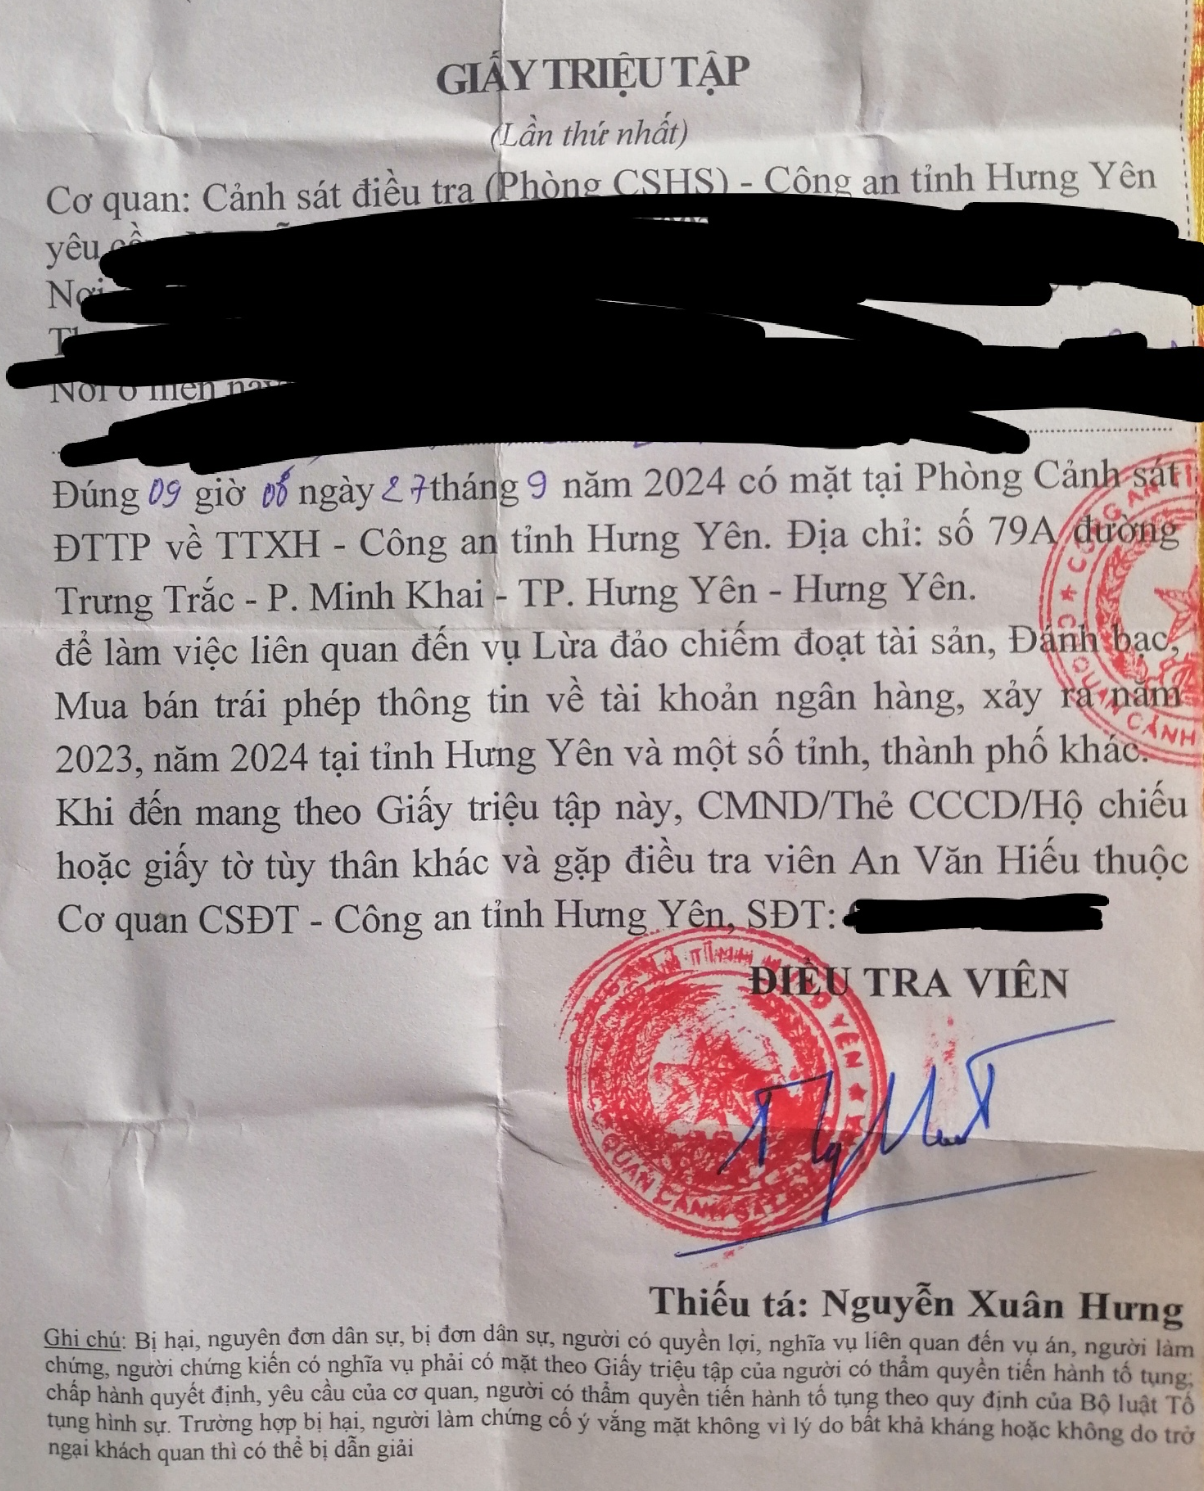 GIẤY TRIỆU TẬP
(Lần thứ nhất)
Cơ quan: Cảnh sát điều tra (Phòng CSHS) - Công an tỉnh Hưng Yên
yêu
Đúng 09 giờ 00 ngày 27 tháng 9 năm 2024 có mặt tại Phòng Cảnh sát
ĐTTP về TTXH - Công an tỉnh Hưng Yên. Địa chỉ: số 79A đường
Trưng Trắc - P. Minh Khai - TP. Hưng Yên - Hưng Yên.
để làm việc liên quan đến vụ Lừa đảo chiếm đoạt tài sản, Đánh bạc,
Mua bán trái phép thông tin về tài khoản ngân hàng, xảy ra năm
2023, năm 2024 tại tỉnh Hưng Yên và một số tỉnh, thành phố khác.
Khi đến mang theo Giấy triệu tập này, CMND/Thẻ CCCD/Hộ chiếu
hoặc giấy tờ tùy thân khác và gặp điều tra viên An Văn Hiếu thuộc
Cơ quan CSĐT - Công an tỉnh Hưng Yên, SĐT:
ĐIỀU TRA VIÊN
Thiếu tá: Nguyễn Xuân Hưng
Ghi chú: Bị hại, nguyên đơn dân sự, bị đơn dân sự, người có quyền lợi, nghĩa vụ liên quan đến vụ án, người làm
chứng, người chứng kiến có nghĩa vụ phải có mặt theo Giấy triệu tập của người có thẩm quyền tiến hành tố tụng;
chấp hành quyết định, yêu cầu của cơ quan, người có thẩm quyền tiến hành tố tụng theo quy định của Bộ luật Tố
tụng hình sự. Trường hợp bị hại, người làm chứng cố ý vắng mặt không vì lý do bất khả kháng hoặc không do trở
ngại khách quan thì có thể bị dẫn giải